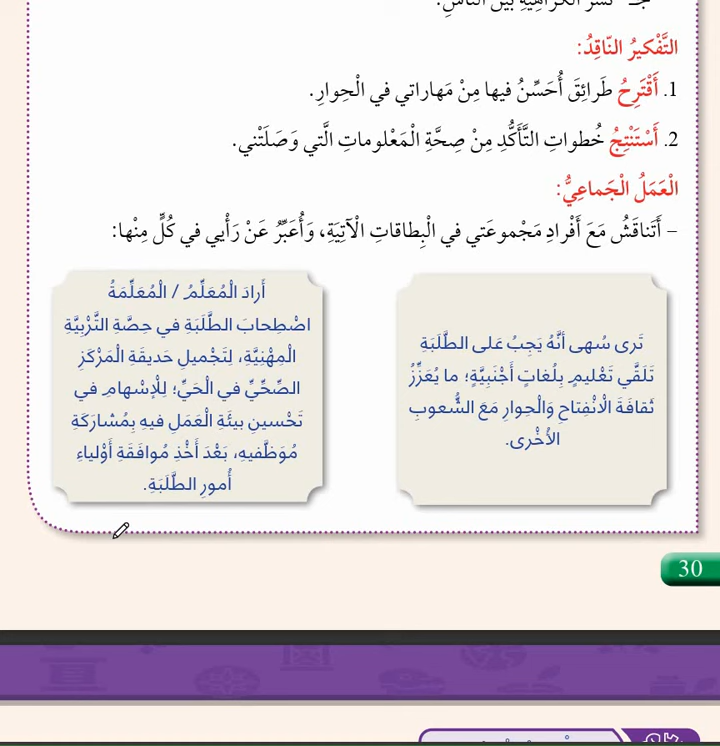 التَّفْكيرُ النّاقِدُ:
1. أَقْتَرِحُ طَرائِقَ أُحَسِّنُ فيها مِنْ مَهاراتي في الْحِوارِ.
2. أَسْتَنْتِجُ خُطواتِ التَّأَكُّدِ مِنْ صِحَّةِ الْمَعْلوماتِ الَّتي وَصَلَتْني.
الْعَمَلُ الْجَماعِيُّ:
– أَتَناقَشُ مَعَ أَفْرادِ مَجْموعَتي في الْبِطاقاتِ الْآتِيَةِ، وَأُعَبِّرُ عَنْ رَأْيي في كُلٍّ مِنْها:
تَرى سُهى أَنَّهُ يَجِبُ عَلى الطَّلَبَةِ
تَلَقّي تَعْليمٍ بِلُغاتٍ أَجْنَبِيَّةٍ؛ ما يُعَزِّزُ
ثَقافَةَ الْانْفِتاحِ وَالْحِوارِ مَعَ الشُّعوبِ
الْأُخْرى.
أَرادَ الْمُعَلِّمُ / الْمُعَلِّمَةُ
اصْطِحابَ الطَّلَبَةِ في حِصَّةِ التَّرْبِيَّةِ
الْمِهْنِيَّةِ، لِتَجْميلِ حَديقَةِ الْمَرْكَزِ
الصِّحِّيِّ في الْحَيِّ؛ لِلْإِسْهامِ في
تَحْسينِ بيئَةِ الْعَمَلِ فيهِ بِمُشارَكَةِ
مُوَظَّفيهِ، بَعْدَ أَخْذِ مُوافَقَةِ أَوْلِياءِ
أُمورِ الطَّلَبَةِ.
30